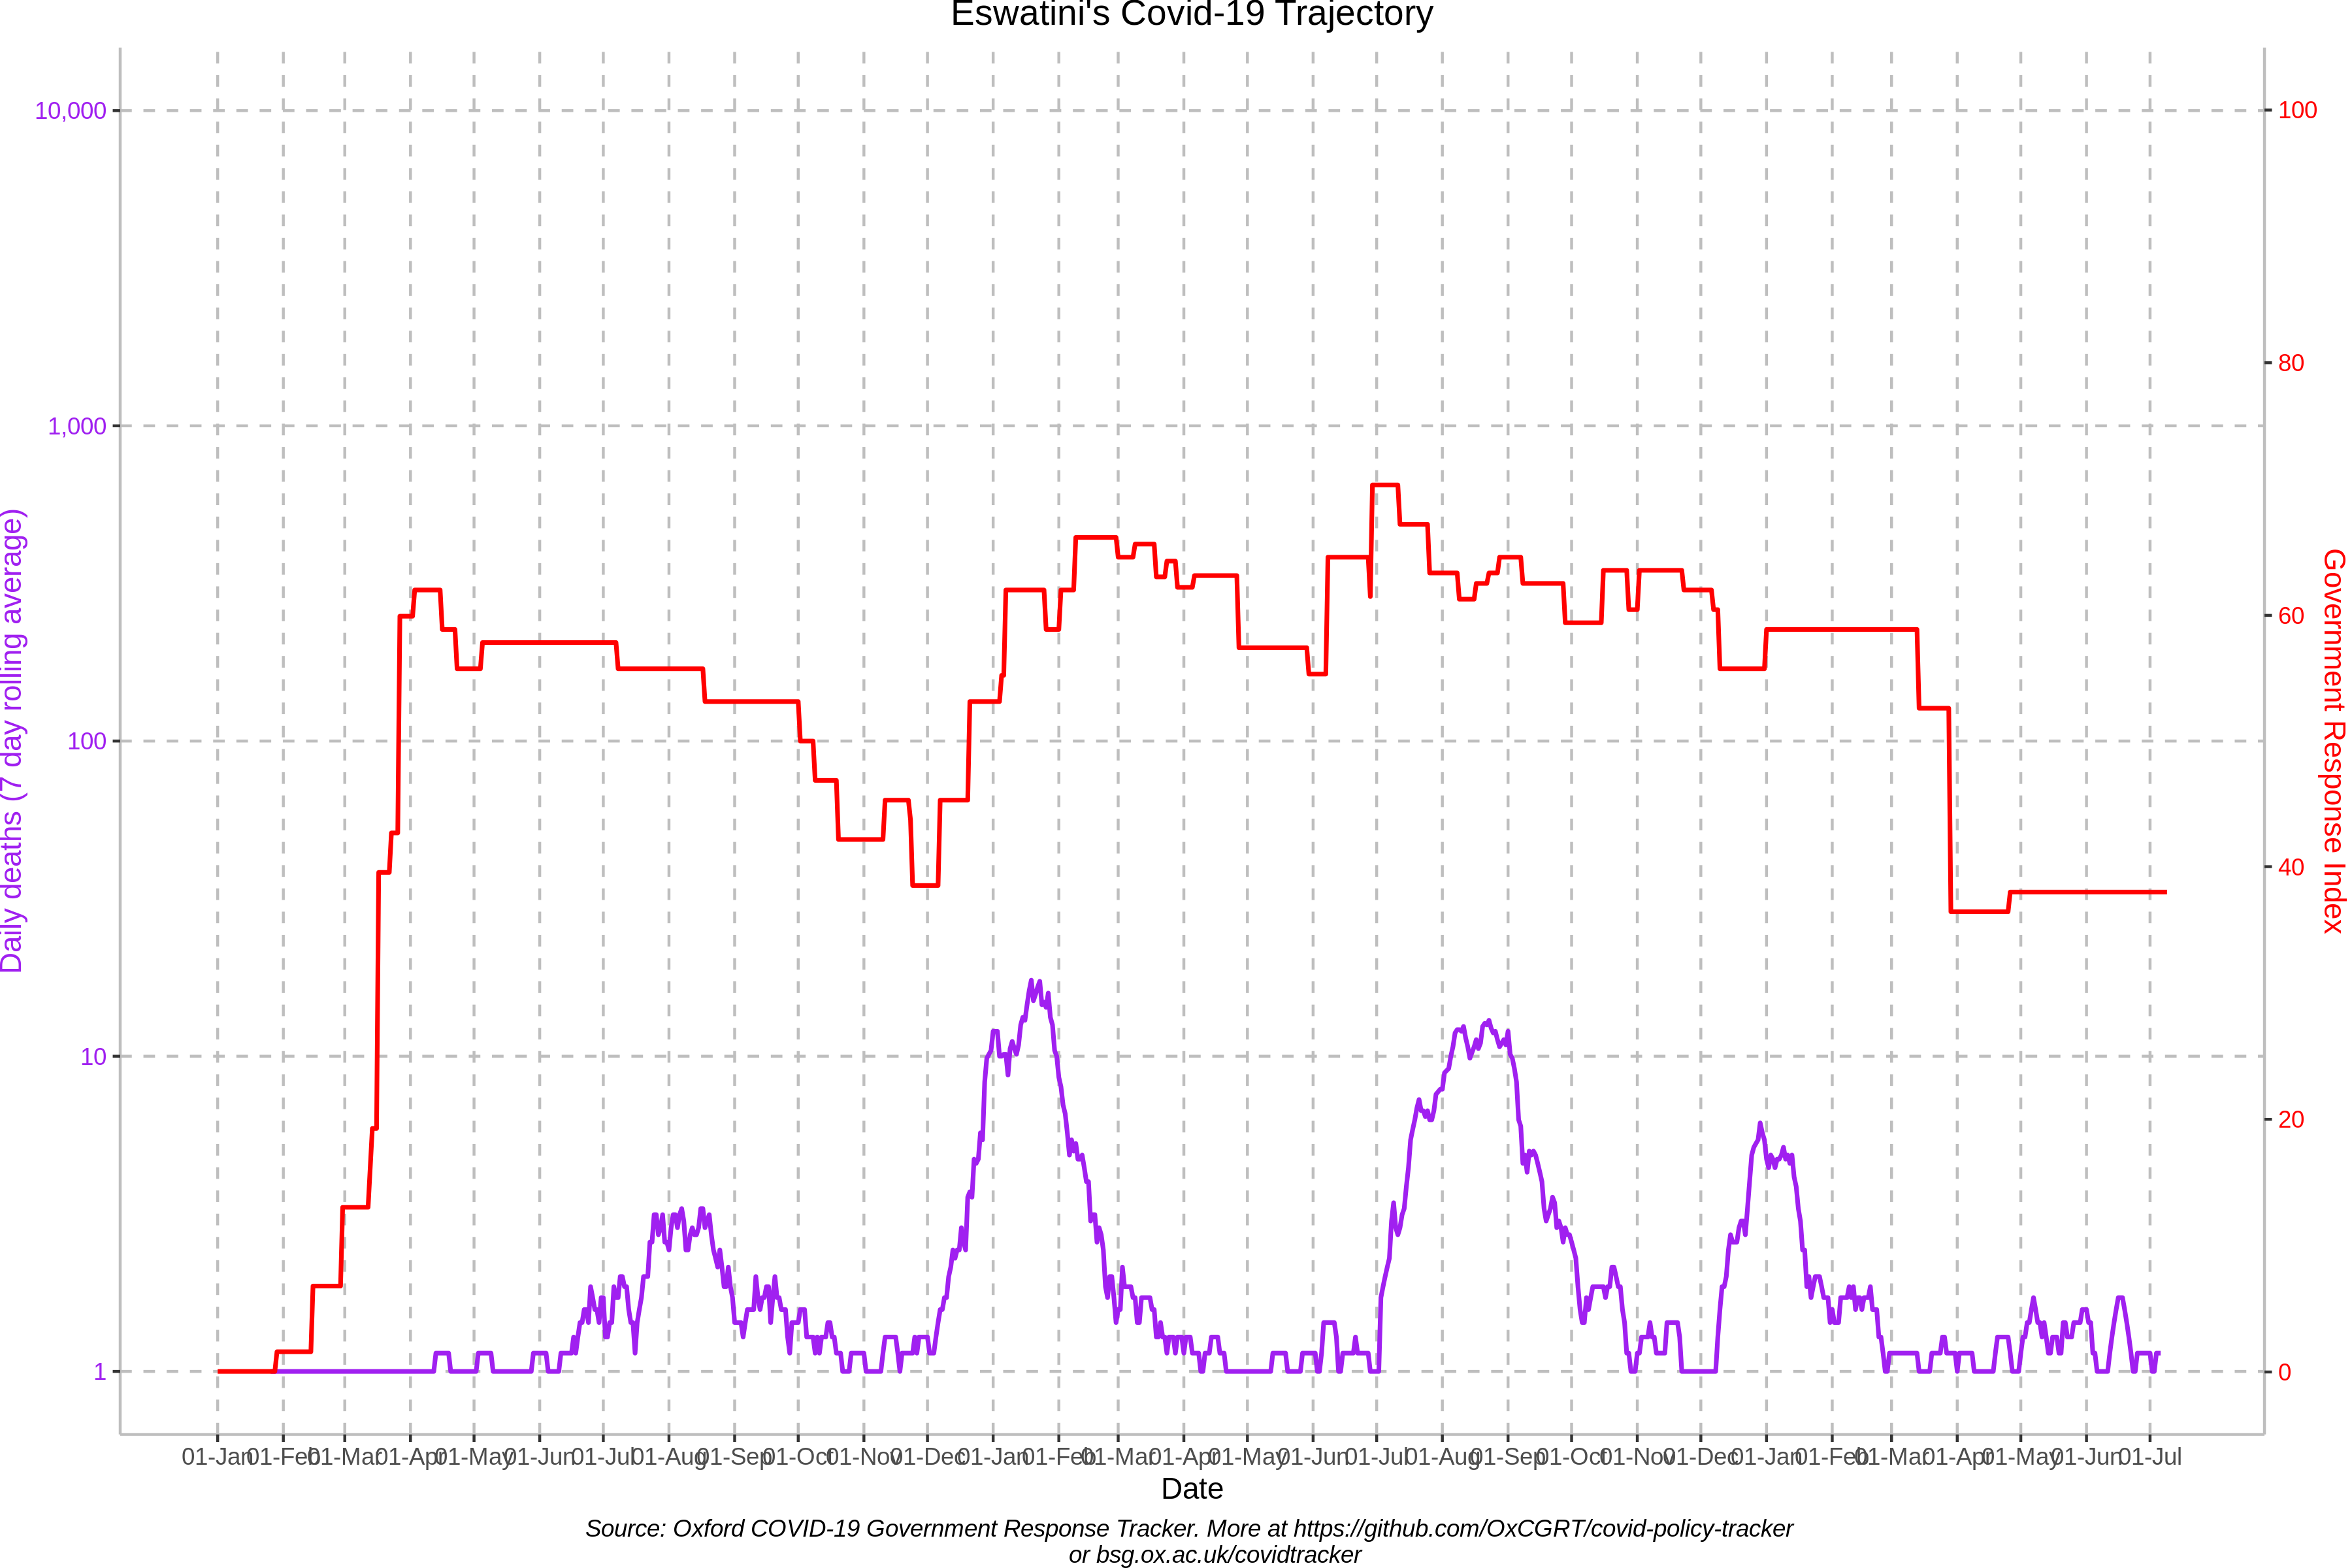 Eswatini's Covid-19 Trajectory
10,000
1,000
100
10
1
Daily deaths (7 day rolling average)
100
80
60
40
20
0
Government Response Index
01-Jan 01-Feb 01-Mar 01-Apr 01-May 01-Jun 01-Jul 01-Aug 01-Sep 01-Oct 01-Nov 01-Dec 01-Jan 01-Feb 01-Mar 01-Apr 01-May 01-Jun 01-Jul 01-Aug 01-Sep 01-Oct 01-Nov 01-Dec 01-Jan 01-Feb 01-Mar 01-Apr 01-May 01-Jun 01-Jul
Date
Source: Oxford COVID-19 Government Response Tracker. More at https://github.com/OxCGRT/covid-policy-tracker
or bsg.ox.ac.uk/covidtracker